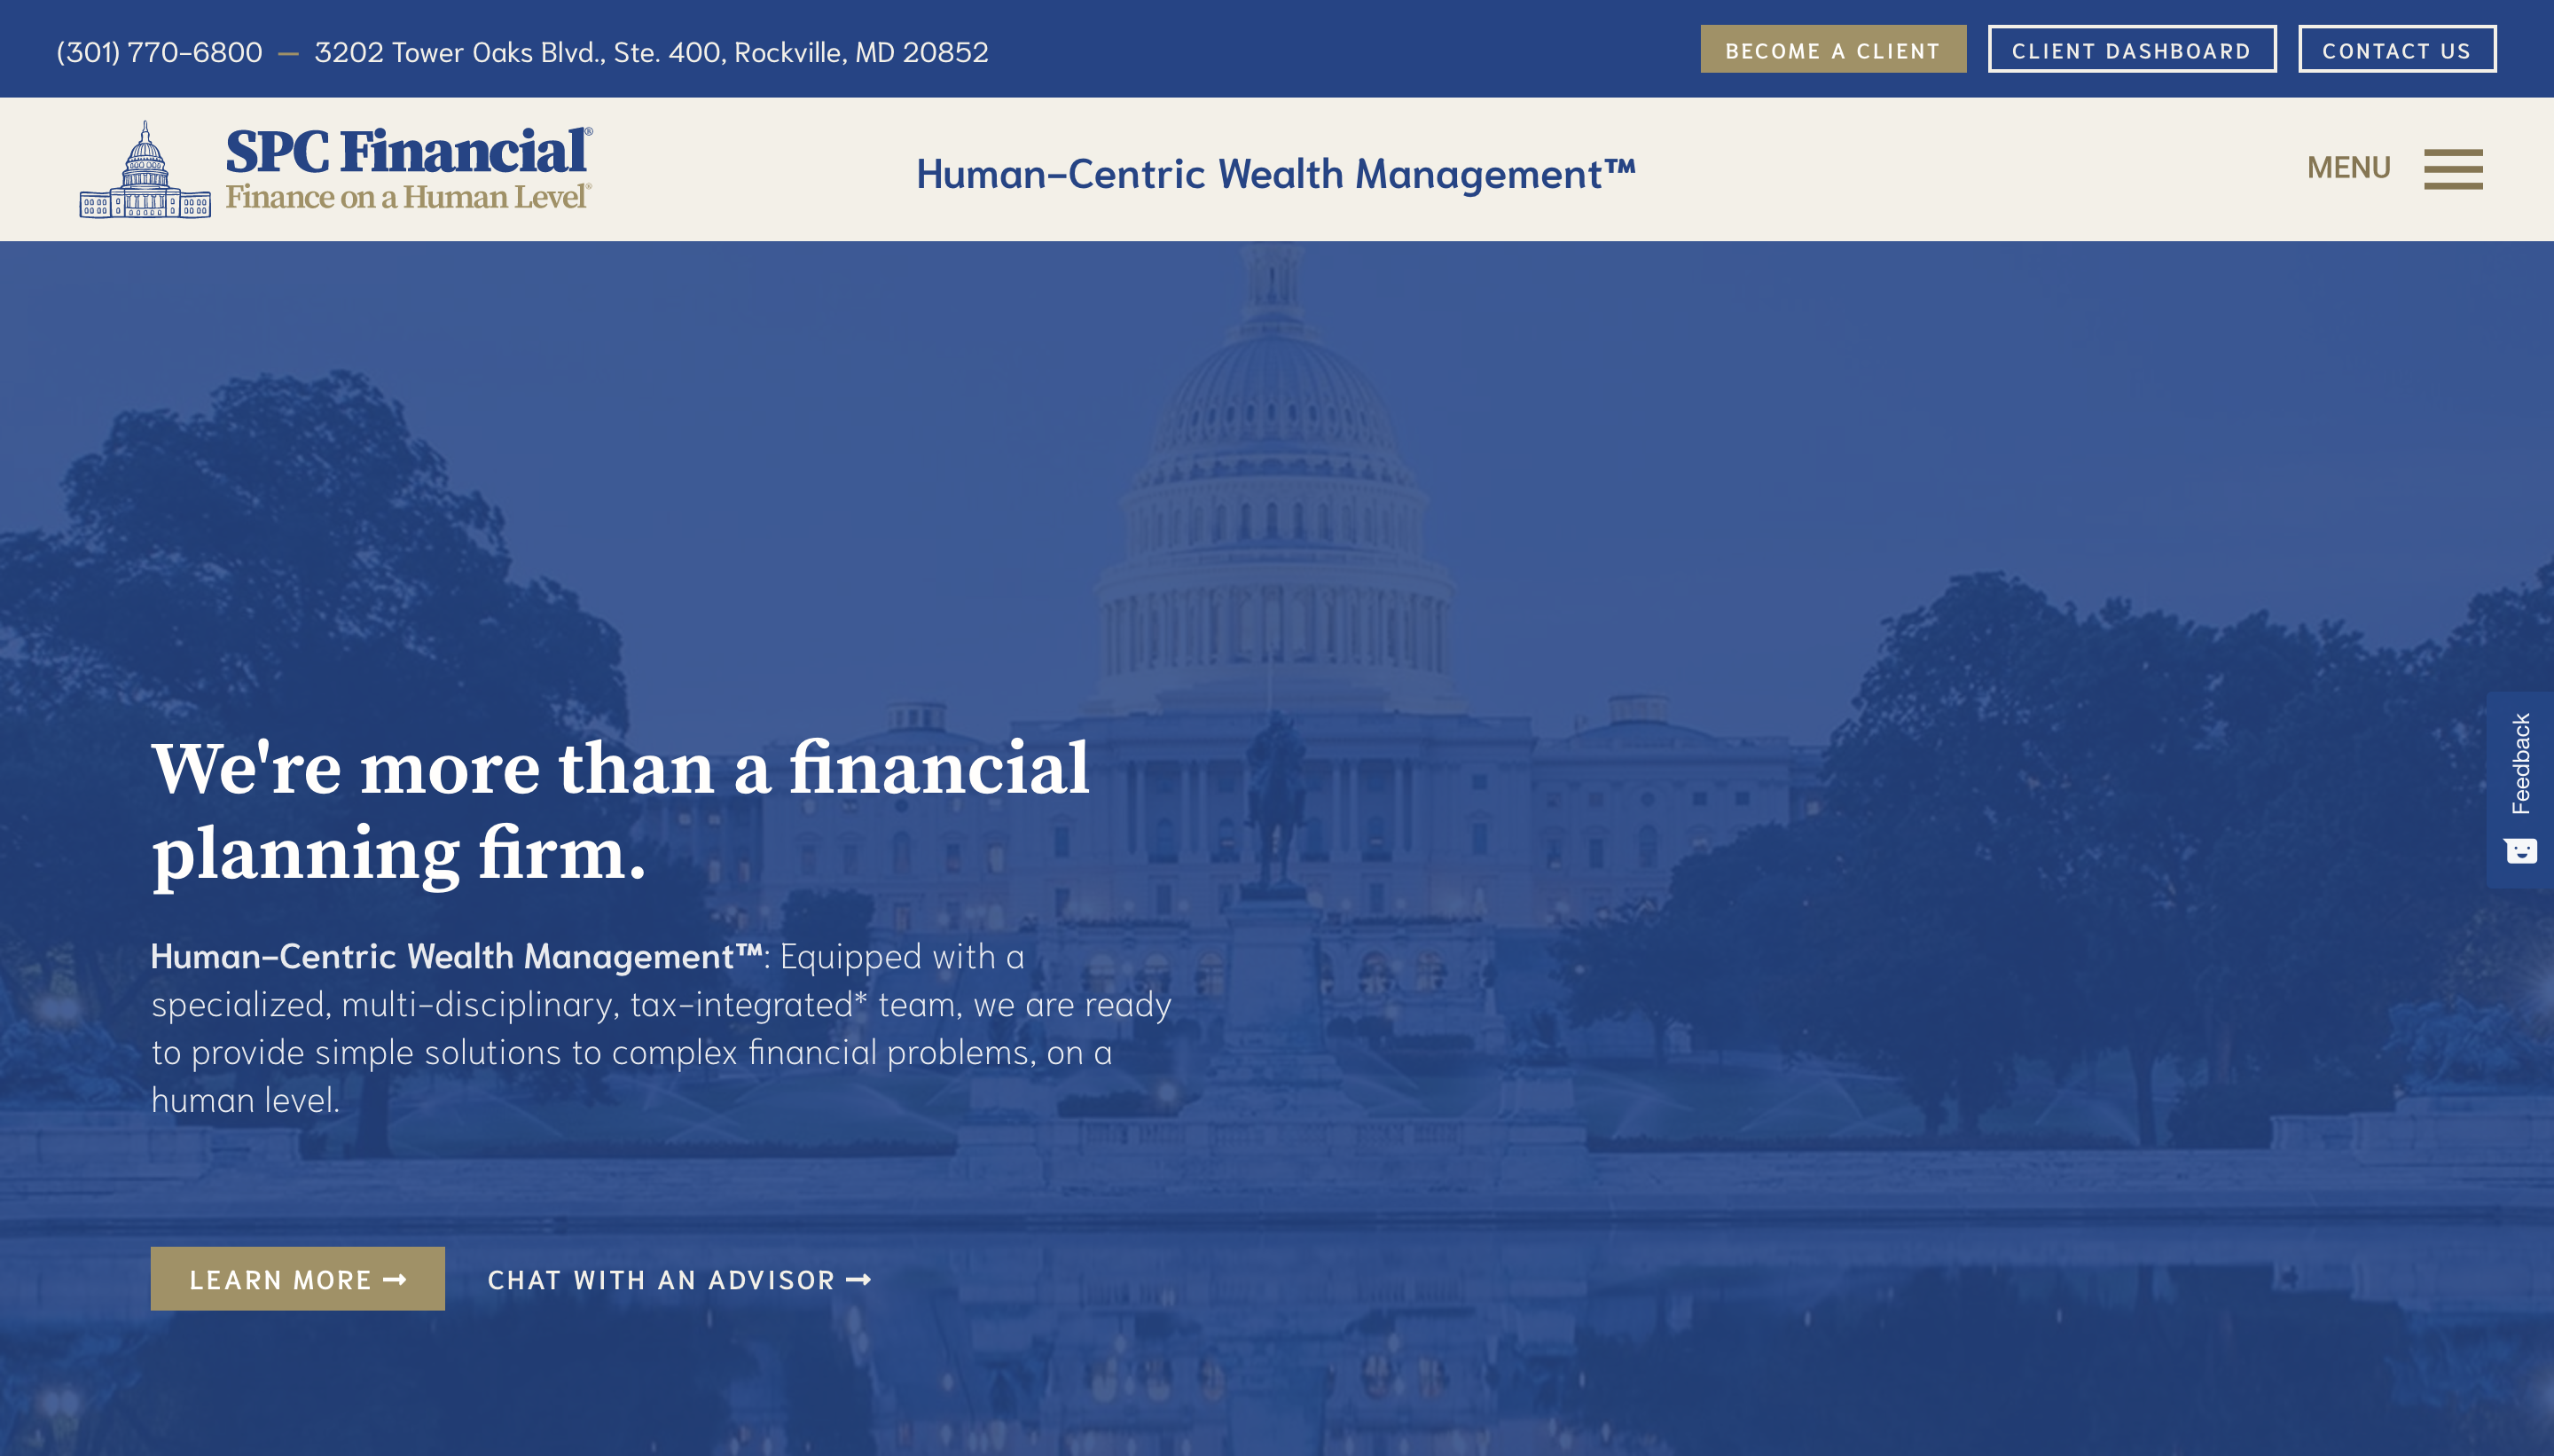 (301) 770-6800 — 3202 Tower Oaks Blvd., Ste. 400, Rockville, MD 20852
BECOME A CLIENT
CLIENT DASHBOARD
CONTACT US
SPC Financial®
Finance on a Human Level®
Human-Centric Wealth Management™
MENU
We're more than a financial
planning firm.
Human-Centric Wealth Management™: Equipped with a
specialized, multi-disciplinary, tax-integrated* team, we are ready
to provide simple solutions to complex financial problems, on a
human level.
LEARN MORE
CHAT WITH AN ADVISOR
Feedback